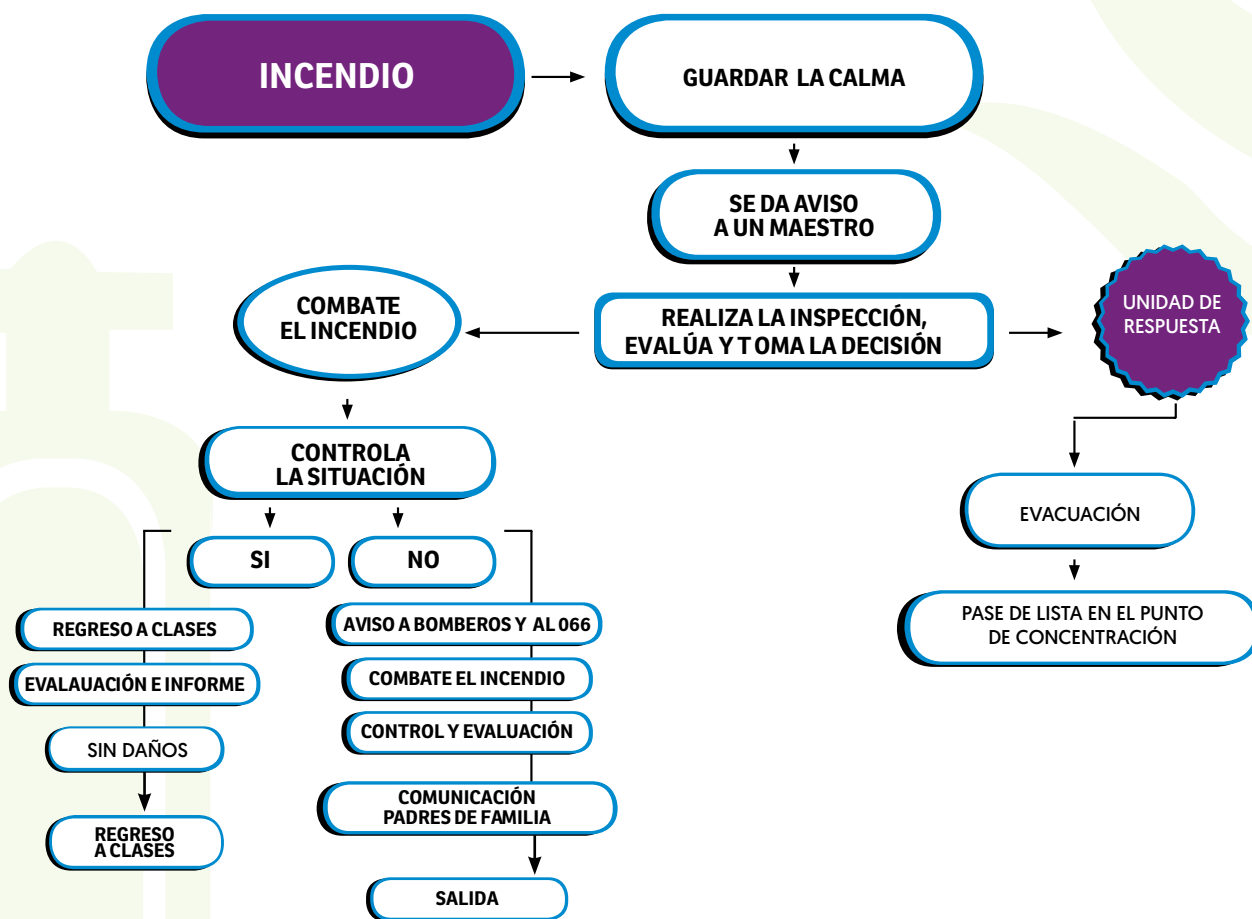 INCENDIO
GUARDAR LA CALMA
SE DA AVISO
A UN MAESTRO
REALIZA LA INSPECCIÓN,
EVALÚA Y T OMA LA DECISIÓN
UNIDAD DE
RESPUESTA
COMBATE
EL INCENDIO
CONTROLA
LA SITUACIÓN
EVACUACIÓN
SI
NO
PASE DE LISTA EN EL PUNTO
DE CONCENTRACIÓN
REGRESO A CLASES
EVALAUACIÓN E INFORME
SIN DAÑOS
REGRESO
A CLASES
AVISO A BOMBEROS Y AL 066
COMBATE EL INCENDIO
CONTROL Y EVALUACIÓN
COMUNICACIÓN
PADRES DE FAMILIA
SALIDA